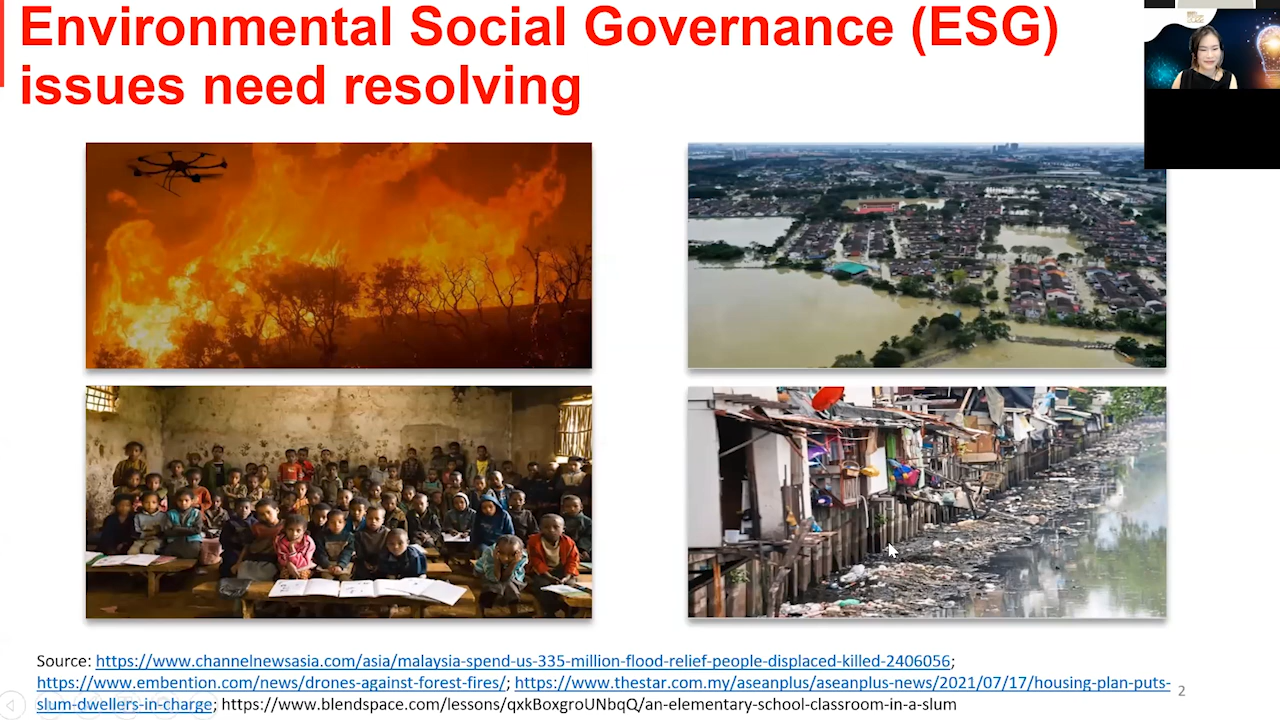 Environmental Social Governance (ESG)
issues need resolving
Source: https://www.channelnewsasia.com/asia/malaysia-spend-us-335-million-flood-relief-people-displaced-killed-2406056;
https://www.embention.com/news/drones-against-forest-fires/; https://www.thestar.com.my/aseanplus/aseanplus-news/2021/07/17/housing-plan-puts-
slum-dwellers-in-charge; https://www.blendspace.com/lessons/qxkBoxgroUNbqQ/an-elementary-school-classroom-in-a-slum
2